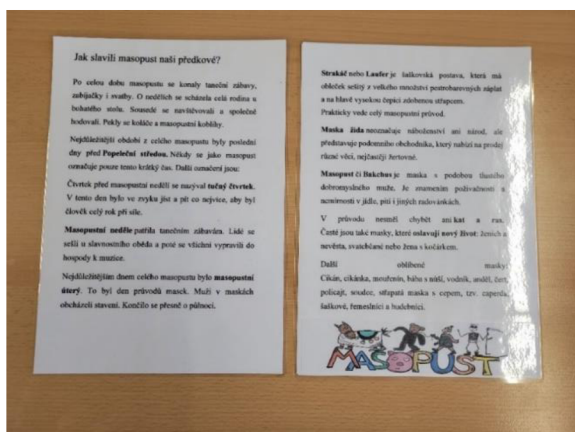 Jak slavili masopust naši předkové?
Po celou dobu masopustu se konaly taneční zábavy,
zabijačky i svatby. O nedělích se scházela celá rodina u
bohatého stolu. Sousedé se navštěvovali a společně
hodovali. Pekly se koláče a masopustní koblihy.
Nejdůležitější období z celého masopustu byly poslední
dny před Popeleční středou. Někdy se jako masopust
označuje pouze tento krátký čas. Další označení jsou:
Čtvrtek před masopustní nedělí se nazýval tučný čtvrtek.
V tento den bylo ve zvyku jíst a pít co nejvíce, aby byl
člověk celý rok při síle.
Masopustní neděle patřila tanečním zábavám. Lidé se
sešli u slavnostního oběda a poté se všichni vypravili do
hospody k muzice.
Nejdůležitějším dnem celého masopustu bylo masopustní
úterý. To byl den průvodů masek. Muži v maskách
obcházeli stavení. Končilo se přesně o půlnoci.
Strakáč nebo Laufer je šaškovská postava, která má
obleček sešitý z velkého množství pestrobarevných záplat
a na hlavě vysokou čepici zdobenou střapcem.
Prakticky vede celý masopustní průvod.
Maska žida neoznačuje náboženství ani národ, ale
představuje podomního obchodníka, který nabízí na prodej
různé věci, nejčastěji žertovné.
Masopust či Bakchus je maska v podobou tlustého
dobromyslného muže. Je znamením požívačnosti a
nemírnosti v jídle, pití i jiných radovánkách.
V průvodu nesměl chybět ani kat a ras.
Časté jsou také masky, které oslavují nový život: ženich a
nevěsta, svatebčané nebo žena v kočárkem.
Další oblíbené masky:
Cikán, cikánka, mouřenín, bába s nůší, vodník, anděl, čert,
policajt, soudce, střapatá maska s cepem, tzv. caperda,
šaškové, řemeslníci a hudebníci.
MASOPUST